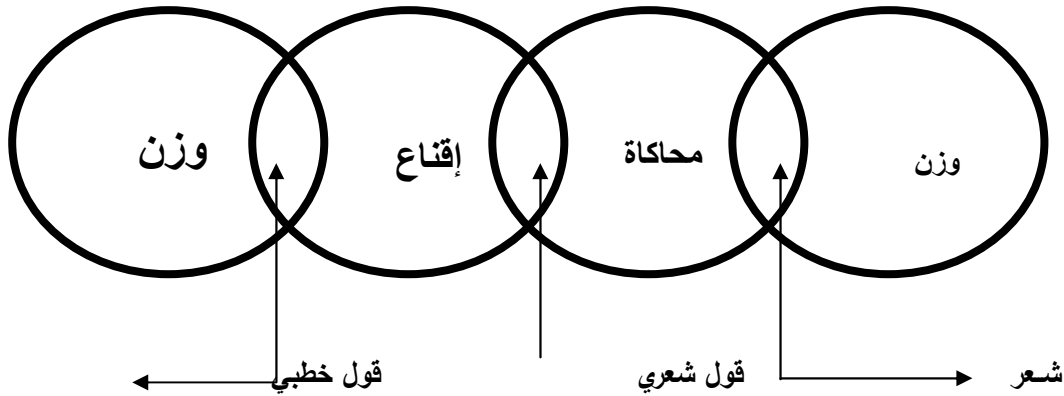 وزن
محاكاة
إقناع
وزن
شعر
قول شعري
قول خطبي